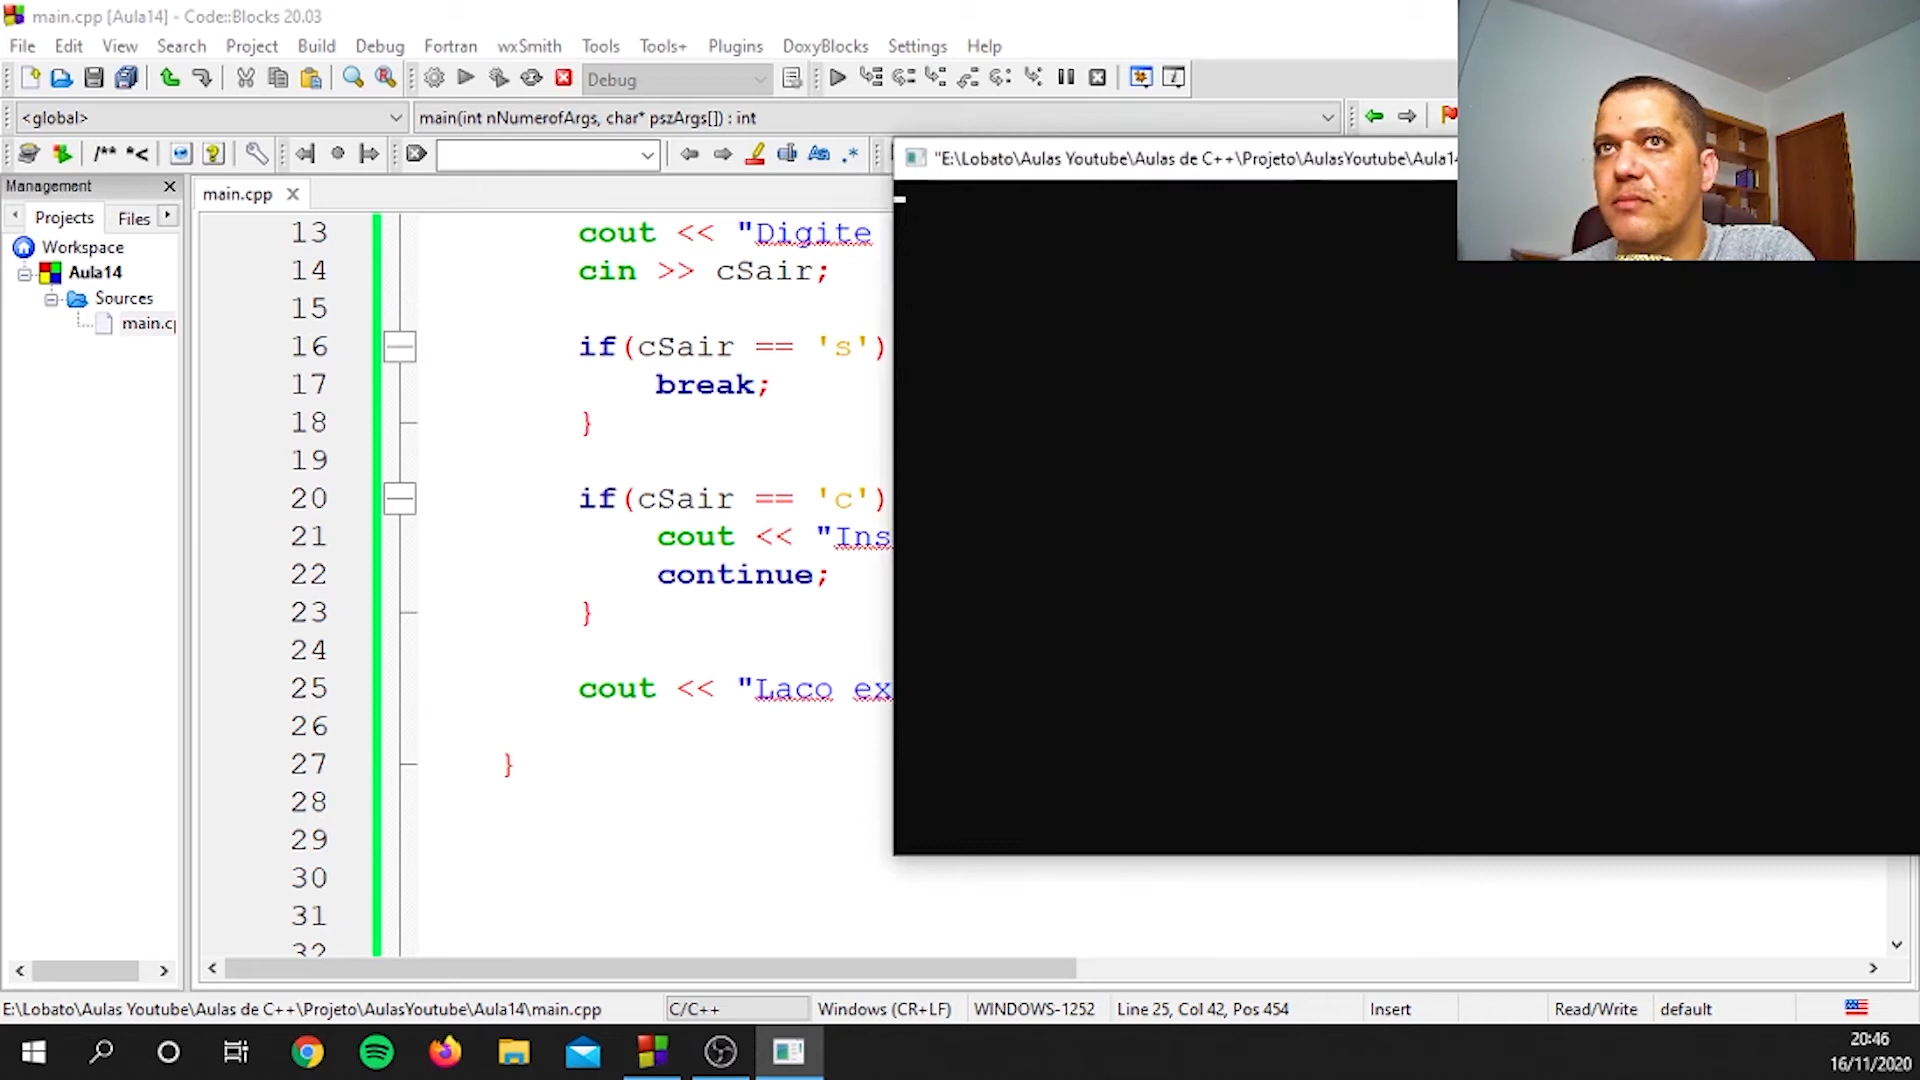 main.cpp [Aula14] - Code::Blocks 20.03
File Edit View Search Project Build Debug Fortran wxSmith Tools Tools+ Plugins DoxyBlocks Settings Help
Debug
<global>
main(int nNumerofArgs, char* pszArgs[]) : int
/** *<
Aa .*
"E:\Lobato\Aulas Youtube\Aulas de C++\Projeto\AulasYoutube\Aula14
Management
Projects Files
main.cpp
Workspace
Aula14
Sources
main.c
13 cout << "Digite
14 cin >> cSair;
15
16 if(cSair == 's')
17 break;
18 }
19
20 if(cSair == 'c')
21 cout << "Ins
22 continue;
23 }
24
25 cout << "Laco ex
26
27 }
28
29
30
31
32
E:\Lobato\Aulas Youtube\Aulas de C++\Projeto\AulasYoutube\Aula14\main.cpp C/C++ Windows (CR+LF) WINDOWS-1252 Line 25, Col 42, Pos 454 Insert Read/Write default
20:46
16/11/2020